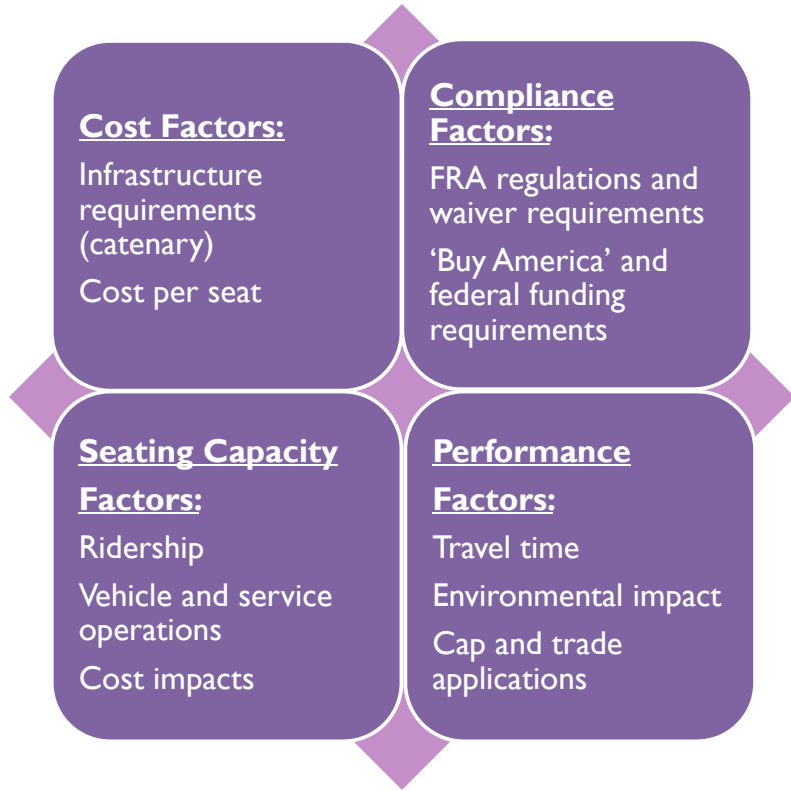 Cost Factors:
Infrastructure
requirements
(catenary)
Cost per seat
Compliance
Factors:
FRA regulations and
waiver requirements
‘Buy America’ and
federal funding
requirements
Seating Capacity
Factors:
Ridership
Vehicle and service
operations
Cost impacts
Performance
Factors:
Travel time
Environmental impact
Cap and trade
applications